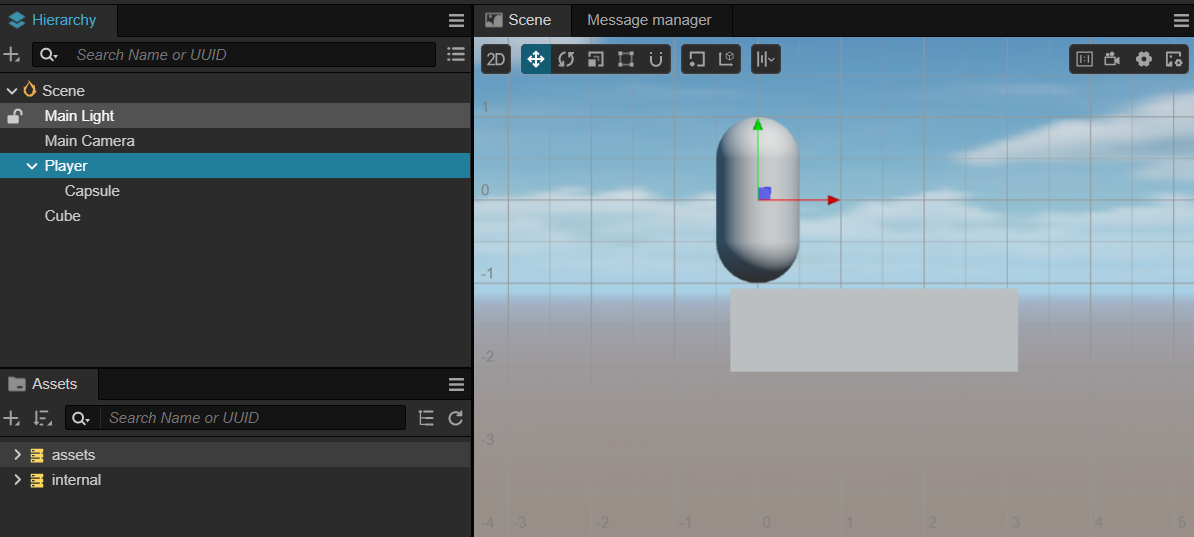 Hierarchy
Search Name or UUID
Scene
Main Light
Main Camera
Player
Capsule
Cube
Assets
Search Name or UUID
assets
internal
Scene Message manager
2D
1
0
-1
-2
-3
-4 -3 -2 -1 0 1 2 3 4 5